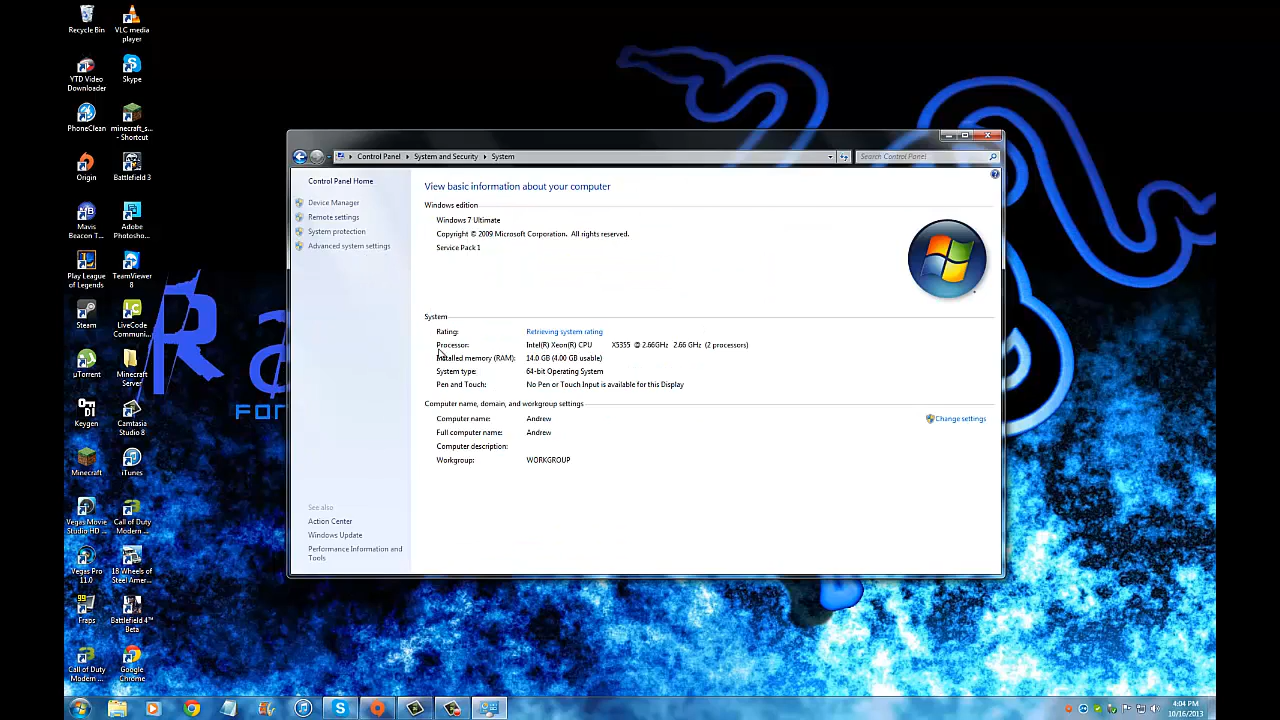 Recycle Bin
VLC media
player
YTD Video
Downloader
Skype
PhoneClean
minecraft_s...
- Shortcut
Origin
Battlefield 3
Mavis
Beacon T...
Adobe
Photosho...
Play League
of Legends
TeamViewer
8
Steam
LiveCode
Communi...
µTorrent
Minecraft
Server
Keygen
Camtasia
Studio 8
Minecraft
iTunes
Vegas Movie
Studio HD ...
Call of Duty
Modern ...
Vegas Pro
11.0
18 Wheels of
Steel Amer...
Fraps
Battlefield 4™
Beta
Call of Duty
Modern ...
Google
Chrome
Control Panel
System and Security
System
Search Control Panel
Control Panel Home
Device Manager
Remote settings
System protection
Advanced system settings
See also
Action Center
Windows Update
Performance Information and
Tools
View basic information about your computer
Windows edition
Windows 7 Ultimate
Copyright © 2009 Microsoft Corporation. All rights reserved.
Service Pack 1
System
Rating: Retrieving system rating
Processor: Intel(R) Xeon(R) CPU X5355 @ 2.66GHz 2.66 GHz (2 processors)
Installed memory (RAM): 14.0 GB (4.00 GB usable)
System type: 64-bit Operating System
Pen and Touch: No Pen or Touch Input is available for this Display
Computer name, domain, and workgroup settings
Computer name: Andrew
Change settings
Full computer name: Andrew
Computer description:
Workgroup: WORKGROUP
4:04 PM
10/16/2013